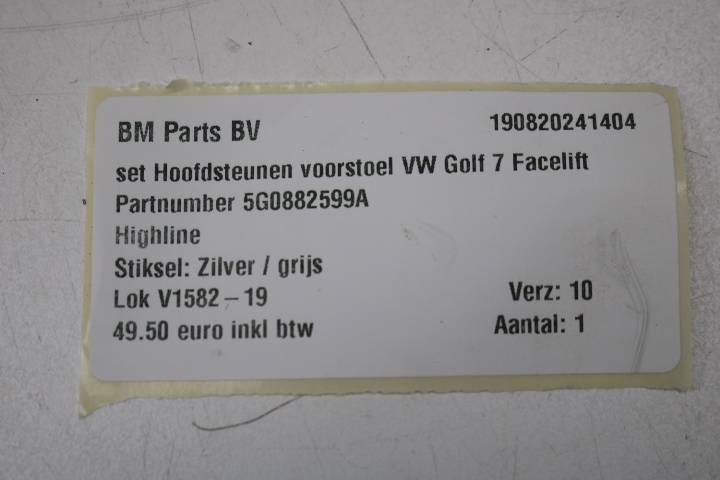 BM Parts BV 190820241404
set Hoofdsteunen voorstoel VW Golf 7 Facelift
Partnumber 5G0882599A
Highline
Stiksel: Zilver / grijs
Lok V1582 – 19 Verz: 10
49.50 euro inkl btw Aantal: 1